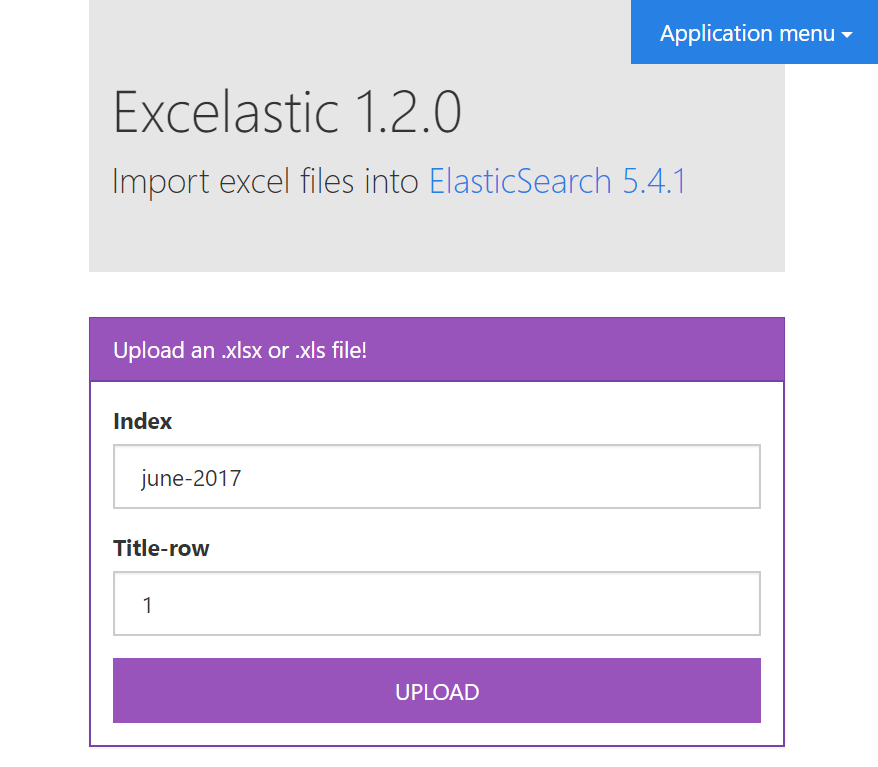 Application menu
Excelastic 1.2.0
Import excel files into ElasticSearch 5.4.1
Upload an .xlsx or .xls file!
Index
june-2017
Title-row
1
UPLOAD